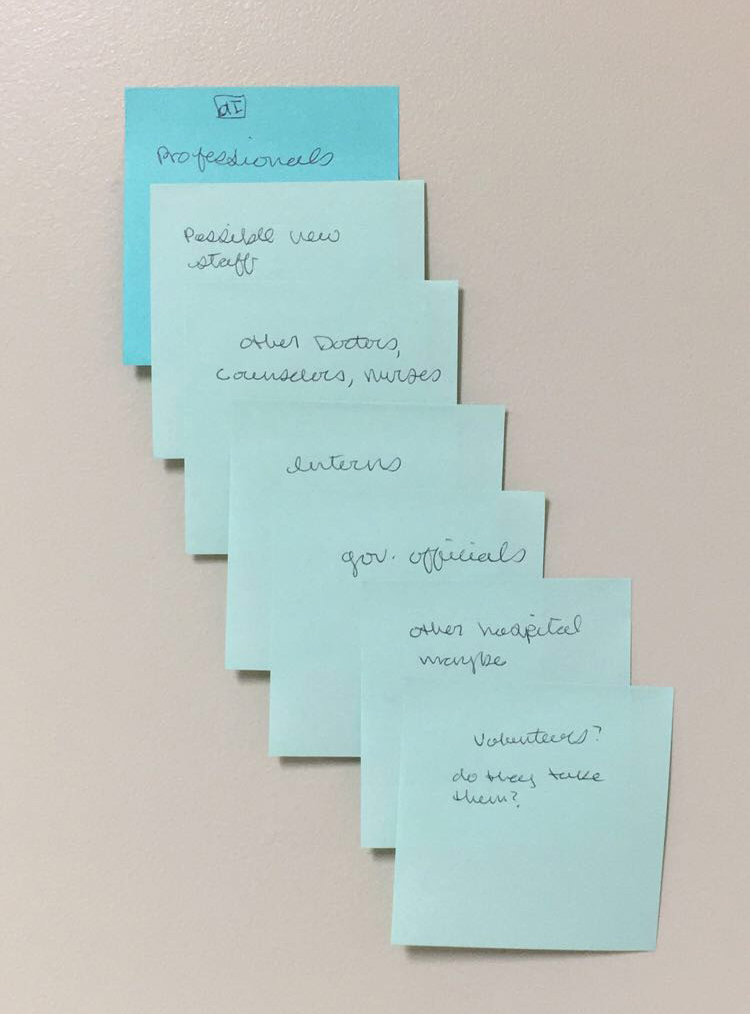 dI
Professionals
Possible new
staff
other Doctors,
Counselors, nurses
Interns
gov. officials
other hospital
maybe
Volunteers?
do they take
them?